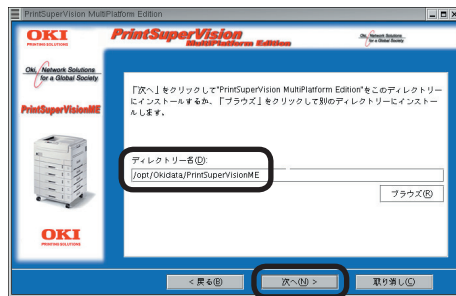 PrintSuperVision MultiPlatform Edition
OKI
PRINTING SOLUTIONS
PrintSuperVision
MultiPlatform Edition
Oki, Network Solutions
for a Global Society
Oki, Network Solutions
for a Global Society
PrintSuperVisionME
OKI
PRINTING SOLUTIONS
「次へ」をクリックして"PrintSuperVision MultiPlatform Edition"をこのディレクトリー
にインストールするか、「ブラウズ」をクリックして別のディレクトリーにインストー
ルします。
ディレクトリー名(D):
/opt/Okidata/PrintSuperVisionME
ブラウズ(R)
< 戻る(B)
次へ(N) >
取り消し(C)